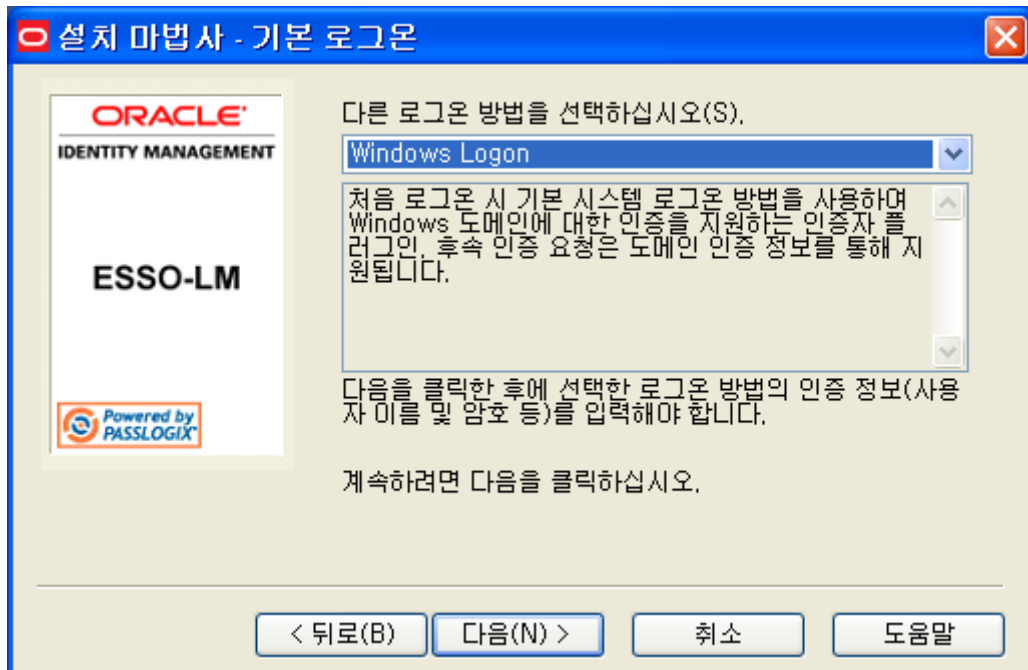 설치 마법사 - 기본 로그온
ORACLE'
IDENTITY MANAGEMENT
ESSO-LM
Powered by
PASSLOGIX
다른 로그온 방법을 선택하십시오(S).
Windows Logon
처음 로그온 시 기본 시스템 로그온 방법을 사용하며
Windows 도메인에 대한 인증을 지원하는 인증자 플
러그인, 후속 인증 요청은 도메인 인증 정보를 통해 지
원됩니다.
다음을 클릭한 후에 선택한 로그온 방법의 인증 정보(사용
자 이름 및 암호 등)를 입력해야 합니다.
계속하려면 다음을 클릭하십시오.
< 뒤로(B)
다음(N) >
취소
도움말